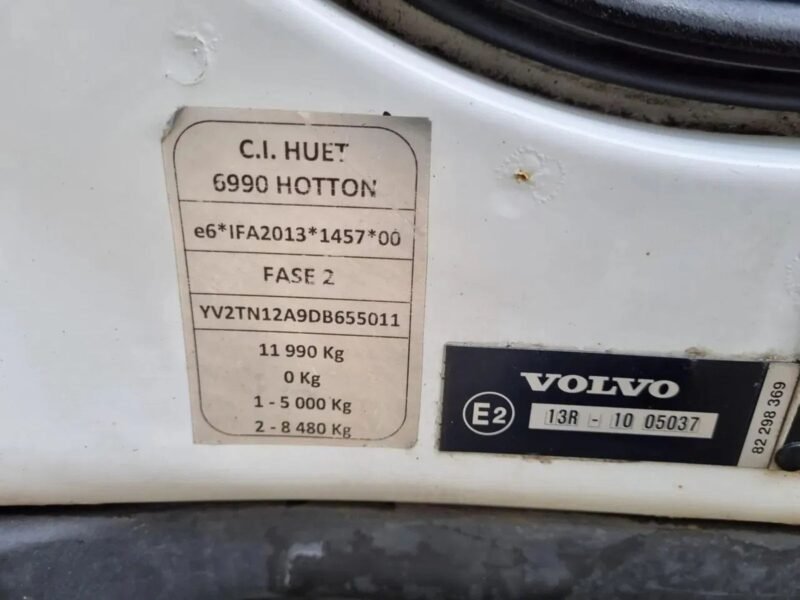 C.I. HUET
6990 HOTTON
e6*IFA2013*1457*00
FASE 2
YV2TN12A9DB655011
11 990 Kg
0 Kg
1 - 5 000 Kg
2 - 8 480 Kg
VOLVO
E2
13R - 10 05037
82 298 369